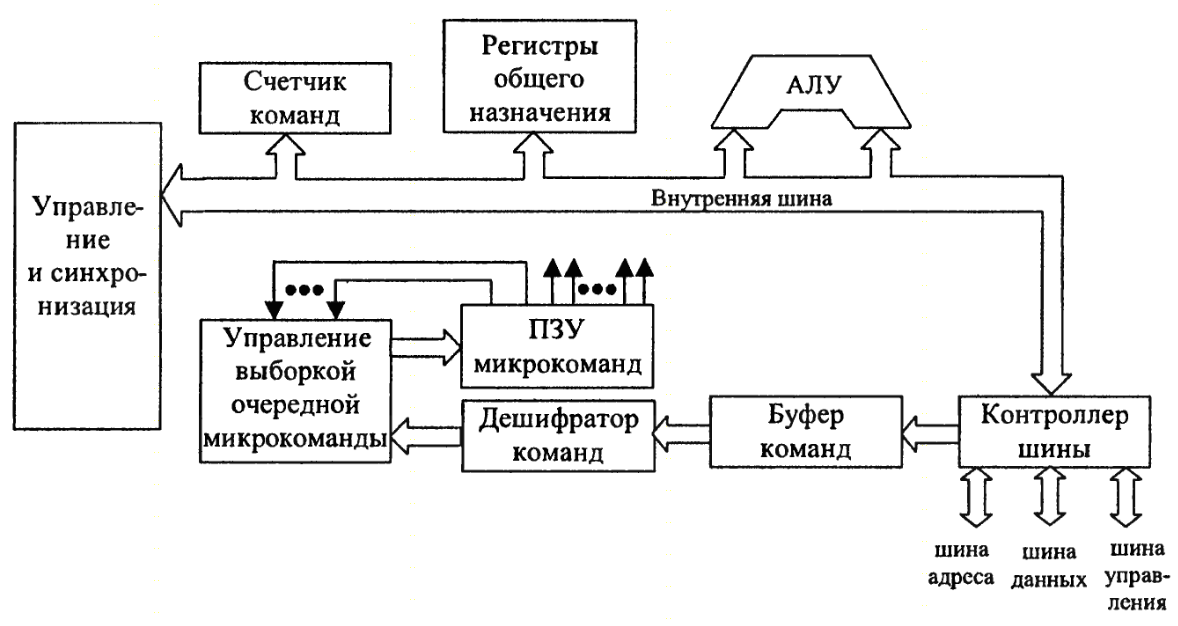 Счетчик
команд
Регистры
общего
назначения
АЛУ
Управле-
ние
и синхро-
низация
Внутренняя шина
Управление
выборкой
очередной
микрокоманды
ПЗУ
микрокоманд
Дешифратор
команд
Буфер
команд
Контроллер
шины
шина
адреса
шина
данных
шина
управ-
ления